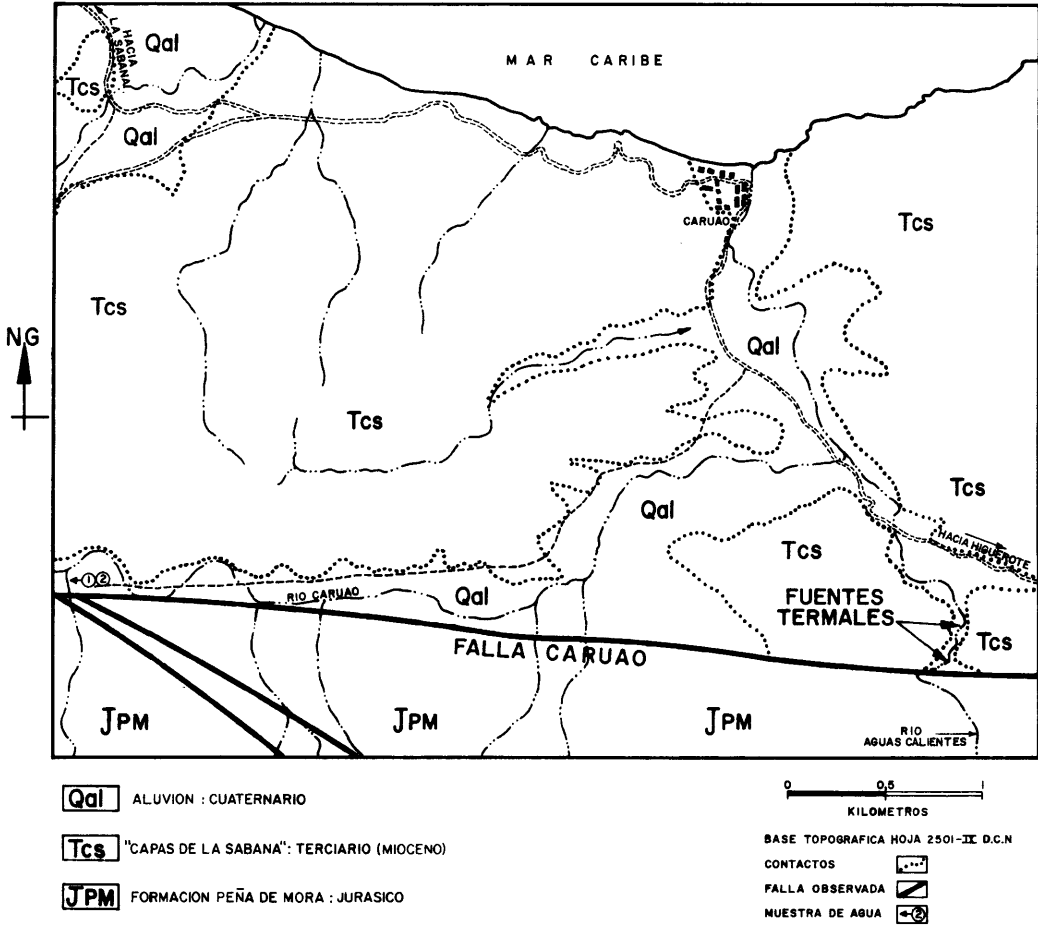 HACIA
LA SABANA
Qal
MAR CARIBE
Tcs
Qal
CARUAO
Tcs
Tcs
NG
Qal
Tcs
Tcs
Qal
HACIA HIGUEROTE
Tcs
①②
RIO CARUAO
Qal
FUENTES
TERMALES
Tcs
FALLA CARUAO
JPM
JPM
JPM
RIO
AGUAS CALIENTES
Qal ALUVION : CUATERNARIO
Tcs "CAPAS DE LA SABANA": TERCIARIO (MIOCENO)
JPM FORMACION PEÑA DE MORA : JURASICO
0 0,5 1
KILOMETROS
BASE TOPOGRAFICA HOJA 2501-IX D.C.N
CONTACTOS
FALLA OBSERVADA
MUESTRA DE AGUA ②